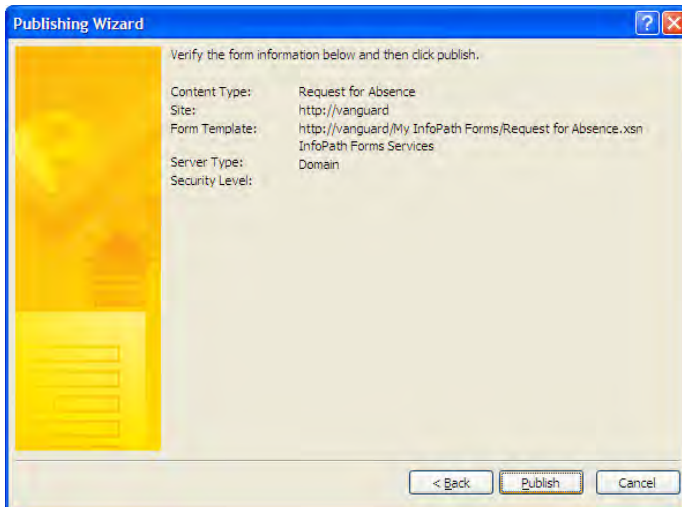 Publishing Wizard
?
Verify the form information below and then click publish.
Content Type: Request for Absence
Site: http://vanguard
Form Template: http://vanguard/My InfoPath Forms/Request for Absence.xsn
InfoPath Forms Services
Server Type: Domain
Security Level:
< Back Publish Cancel